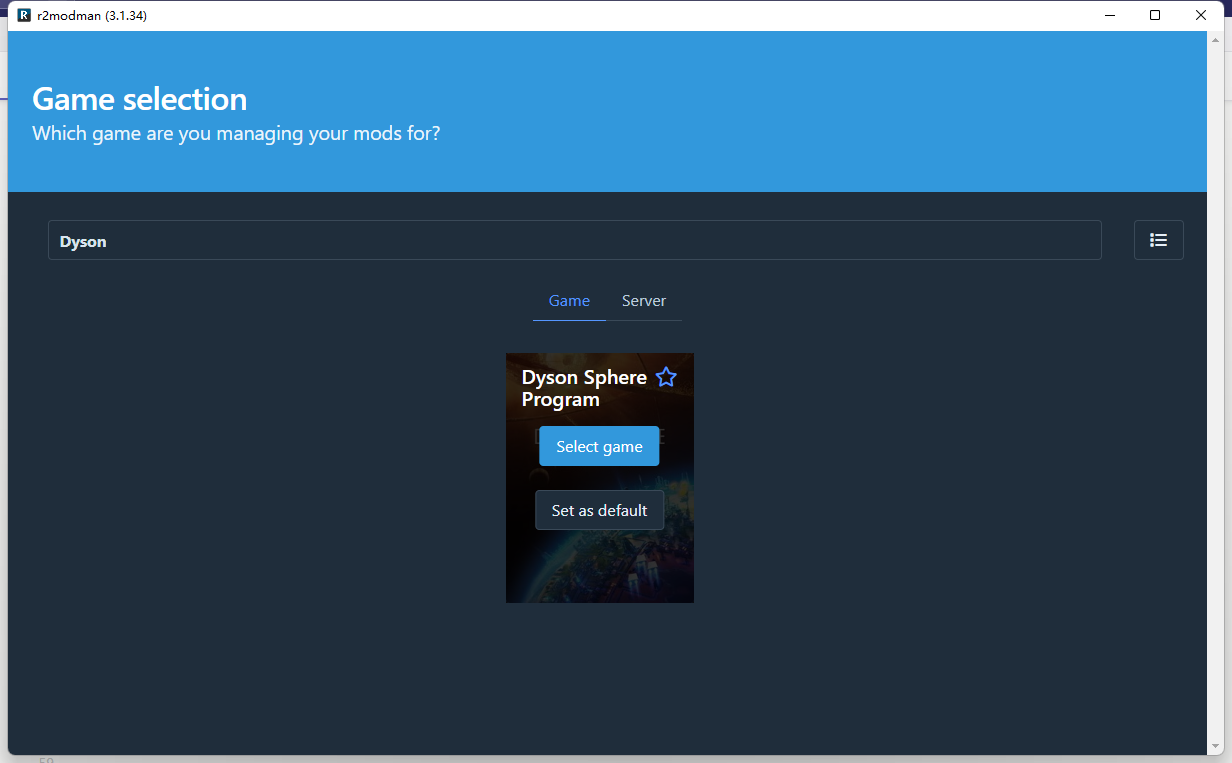 R r2modman (3.1.34)
Game selection
Which game are you managing your mods for?
Dyson
Game Server
Dyson Sphere
Program
Select game
Set as default